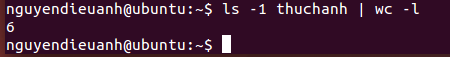 nguyendieuanh@ubuntu:~$ ls -1 thuchanh | wc -l
6
nguyendieuanh@ubuntu:~$